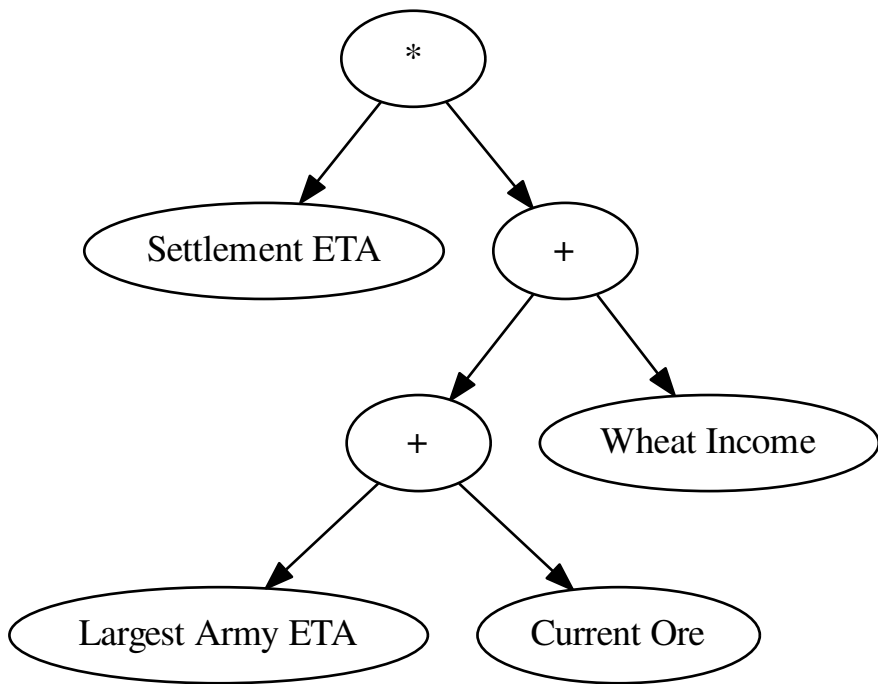 *
Settlement ETA
+
+
Wheat Income
Largest Army ETA
Current Ore